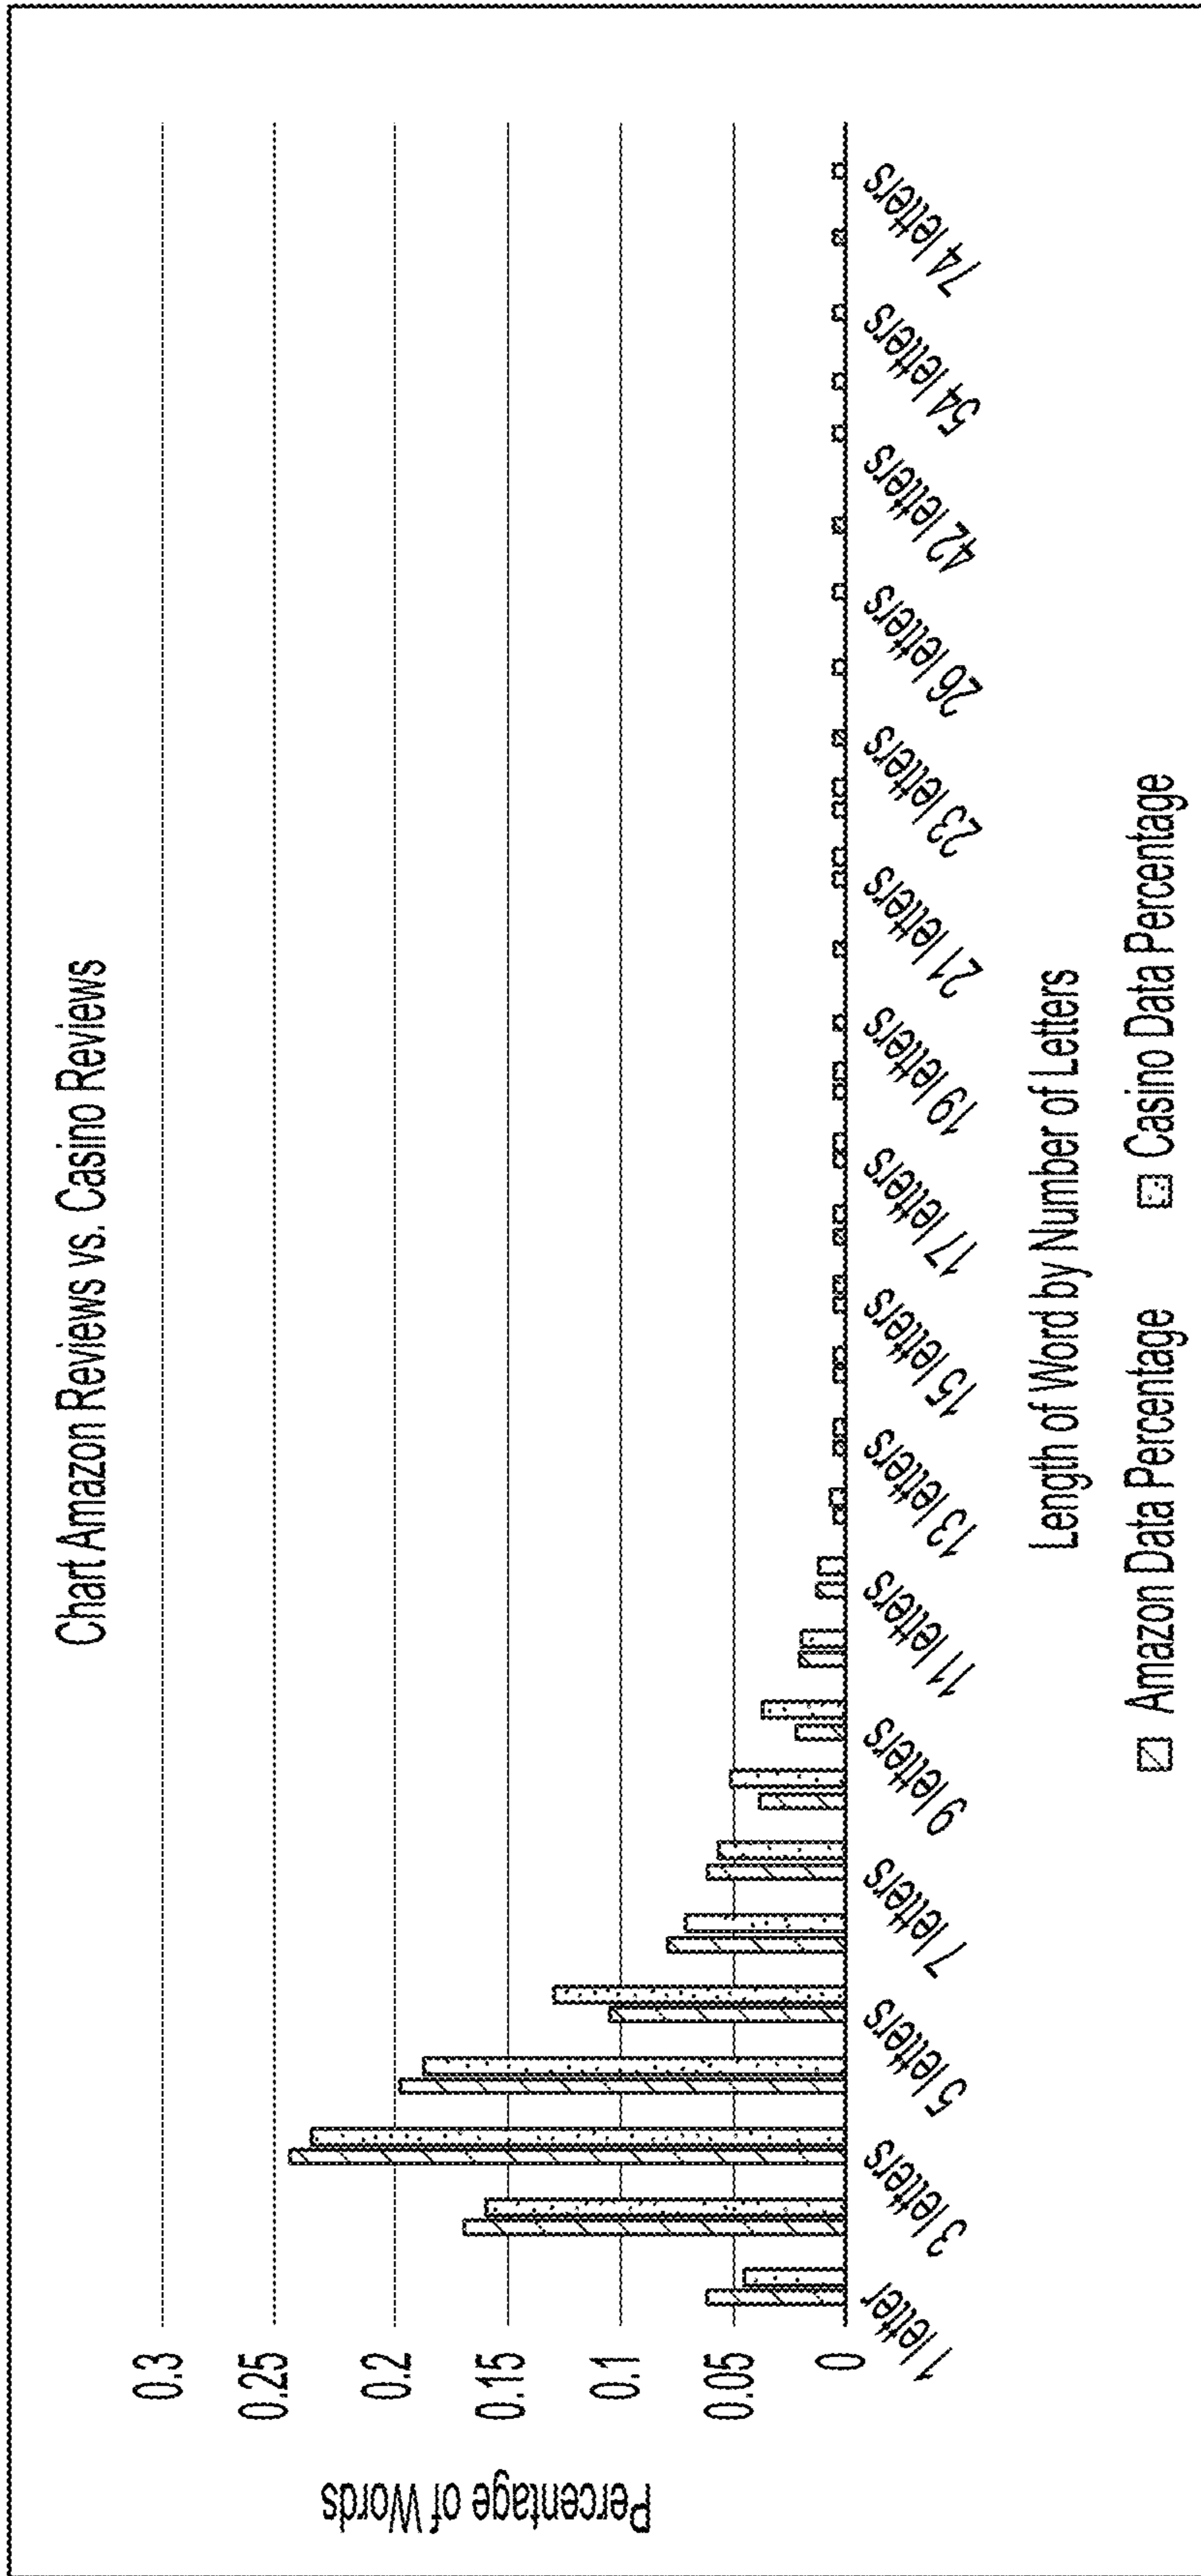 Chart Amazon Reviews vs. Casino Reviews
Percentage of Words
0.3
0.25
0.2
0.15
0.1
0.05
0
1 letter
3 letters
5 letters
7 letters
9 letters
11 letters
13 letters
15 letters
17 letters
19 letters
21 letters
23 letters
26 letters
42 letters
54 letters
74 letters
Length of Word by Number of Letters
Amazon Data Percentage
Casino Data Percentage